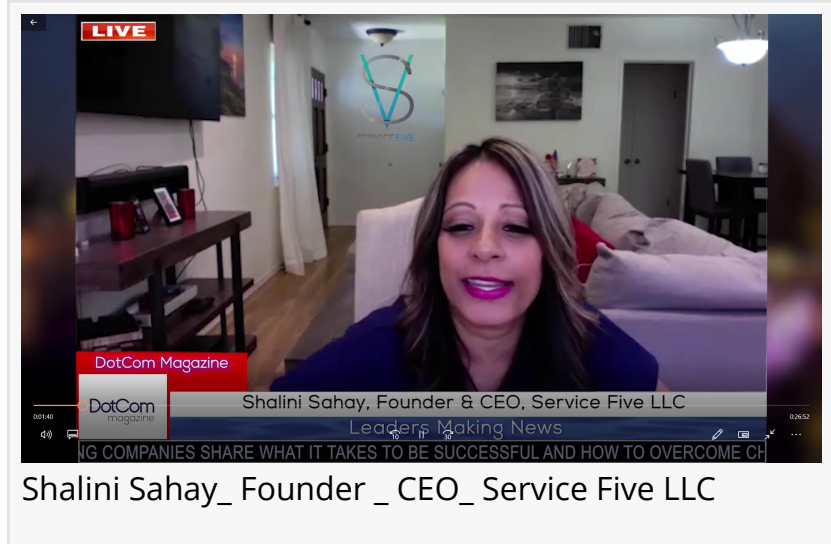 LIVE
SERVICEFIVE
DotCom Magazine
DotCom
magazine
Shalini Sahay, Founder & CEO, Service Five LLC
Leaders Making News
0:01:40
0:26:52
10
30
NG COMPANIES SHARE WHAT IT TAKES TO BE SUCCESSFUL AND HOW TO OVERCOME CH
Shalini Sahay_ Founder _ CEO_ Service Five LLC